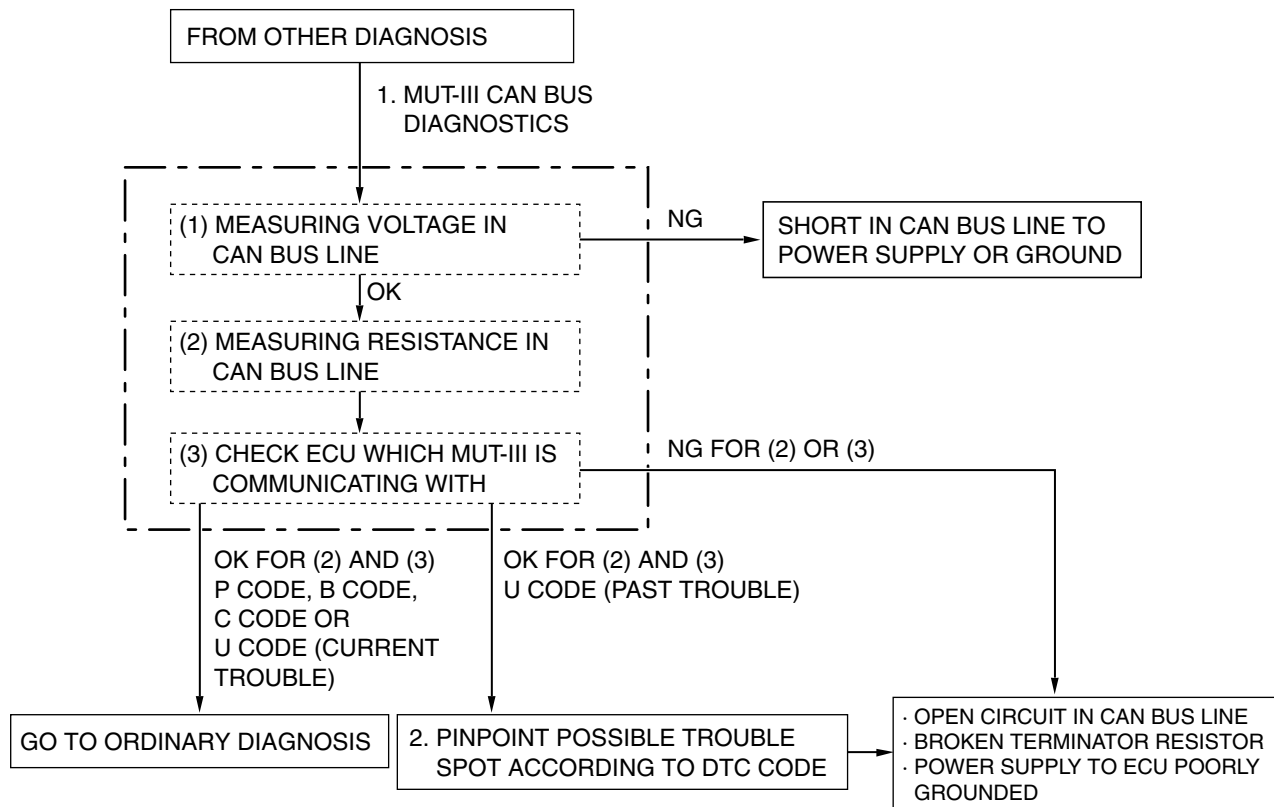 FROM OTHER DIAGNOSIS
1. MUT-III CAN BUS
DIAGNOSTICS
(1) MEASURING VOLTAGE IN
CAN BUS LINE
NG
SHORT IN CAN BUS LINE TO
POWER SUPPLY OR GROUND
OK
(2) MEASURING RESISTANCE IN
CAN BUS LINE
(3) CHECK ECU WHICH MUT-III IS
COMMUNICATING WITH
NG FOR (2) OR (3)
OK FOR (2) AND (3)
P CODE, B CODE,
C CODE OR
U CODE (CURRENT
TROUBLE)
OK FOR (2) AND (3)
U CODE (PAST TROUBLE)
GO TO ORDINARY DIAGNOSIS
2. PINPOINT POSSIBLE TROUBLE
SPOT ACCORDING TO DTC CODE
· OPEN CIRCUIT IN CAN BUS LINE
· BROKEN TERMINATOR RESISTOR
· POWER SUPPLY TO ECU POORLY
GROUNDED